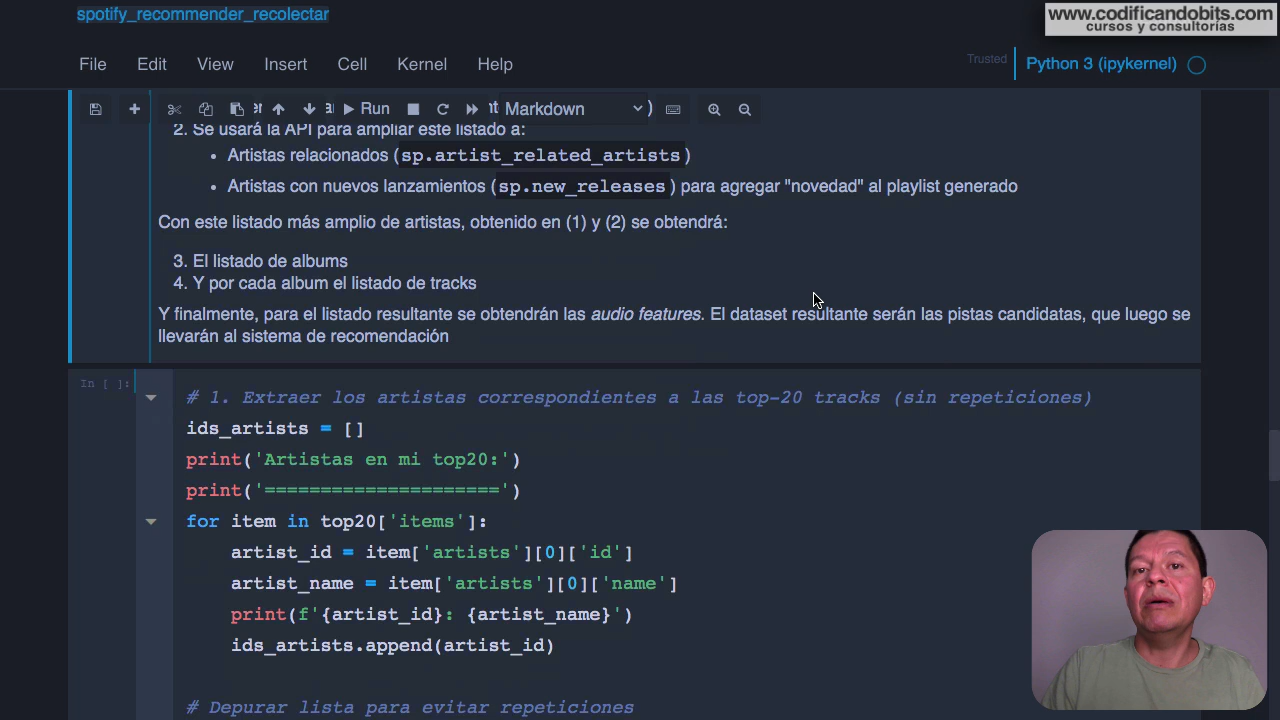 spotify_recommender_recolectar
www.codificandobits.com
cursos y consultorías
File Edit View Insert Cell Kernel Help
Trusted
Python 3 (ipykernel)
Run
Markdown
2. Se usará la API para ampliar este listado a:
• Artistas relacionados (sp.artist_related_artists)
• Artistas con nuevos lanzamientos (sp.new_releases) para agregar "novedad" al playlist generado
Con este listado más amplio de artistas, obtenido en (1) y (2) se obtendrá:
3. El listado de albums
4. Y por cada album el listado de tracks
Y finalmente, para el listado resultante se obtendrán las audio features. El dataset resultante serán las pistas candidatas, que luego se
llevarán al sistema de recomendación
In [ ]:
# 1. Extraer los artistas correspondientes a las top-20 tracks (sin repeticiones)
ids_artists = []
print('Artistas en mi top20:')
print('=====================')
for item in top20['items']:
    artist_id = item['artists'][0]['id']
    artist_name = item['artists'][0]['name']
    print(f'{artist_id}: {artist_name}')
    ids_artists.append(artist_id)
# Depurar lista para evitar repeticiones